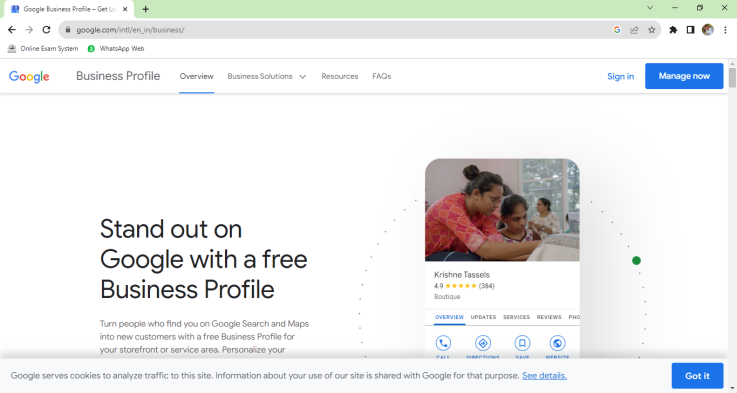 Google Business Profile – Get Li
google.com/intl/en_in/business/
Online Exam System
WhatsApp Web
Google
Business Profile
Overview
Business Solutions
Resources
FAQs
Sign in
Manage now
Stand out on
Google with a free
Business Profile
Turn people who find you on Google Search and Maps
into new customers with a free Business Profile for
your storefront or service area. Personalize your
Krishne Tassels
4.9 ★★★★★ (384)
Boutique
OVERVIEW UPDATES SERVICES REVIEWS PHO
CALL DIRECTIONS SAVE WEBSITE
Google serves cookies to analyze traffic to this site. Information about your use of our site is shared with Google for that purpose. See details.
Got it